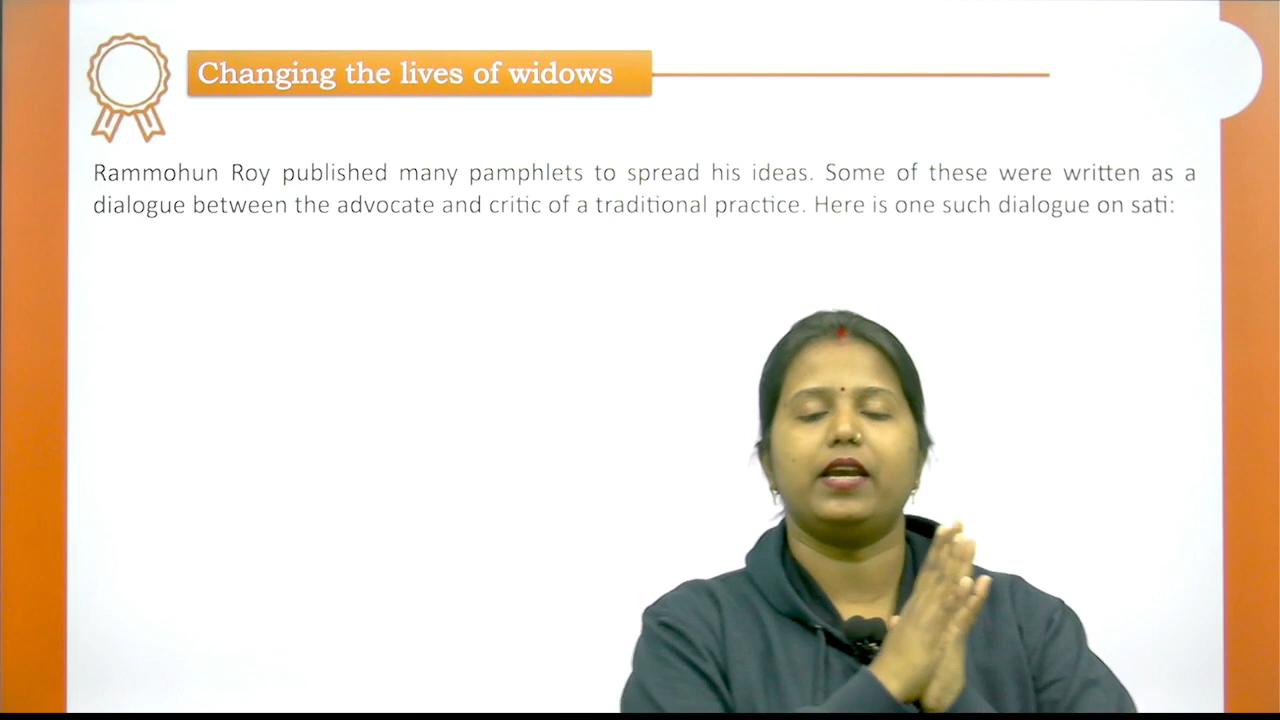 Changing the lives of widows
Rammohun Roy published many pamphlets to spread his ideas. Some of these were written as a
dialogue between the advocate and critic of a traditional practice. Here is one such dialogue on sati: